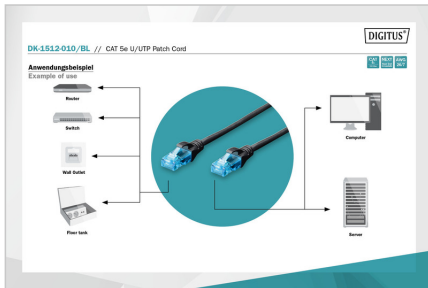 DIGITUS®
DK-1512-010/BL // CAT 5e U/UTP Patch Cord
Anwendungsbeispiel
Example of use
Router
Switch
Wall Outlet
Floor tank
Computer
Server